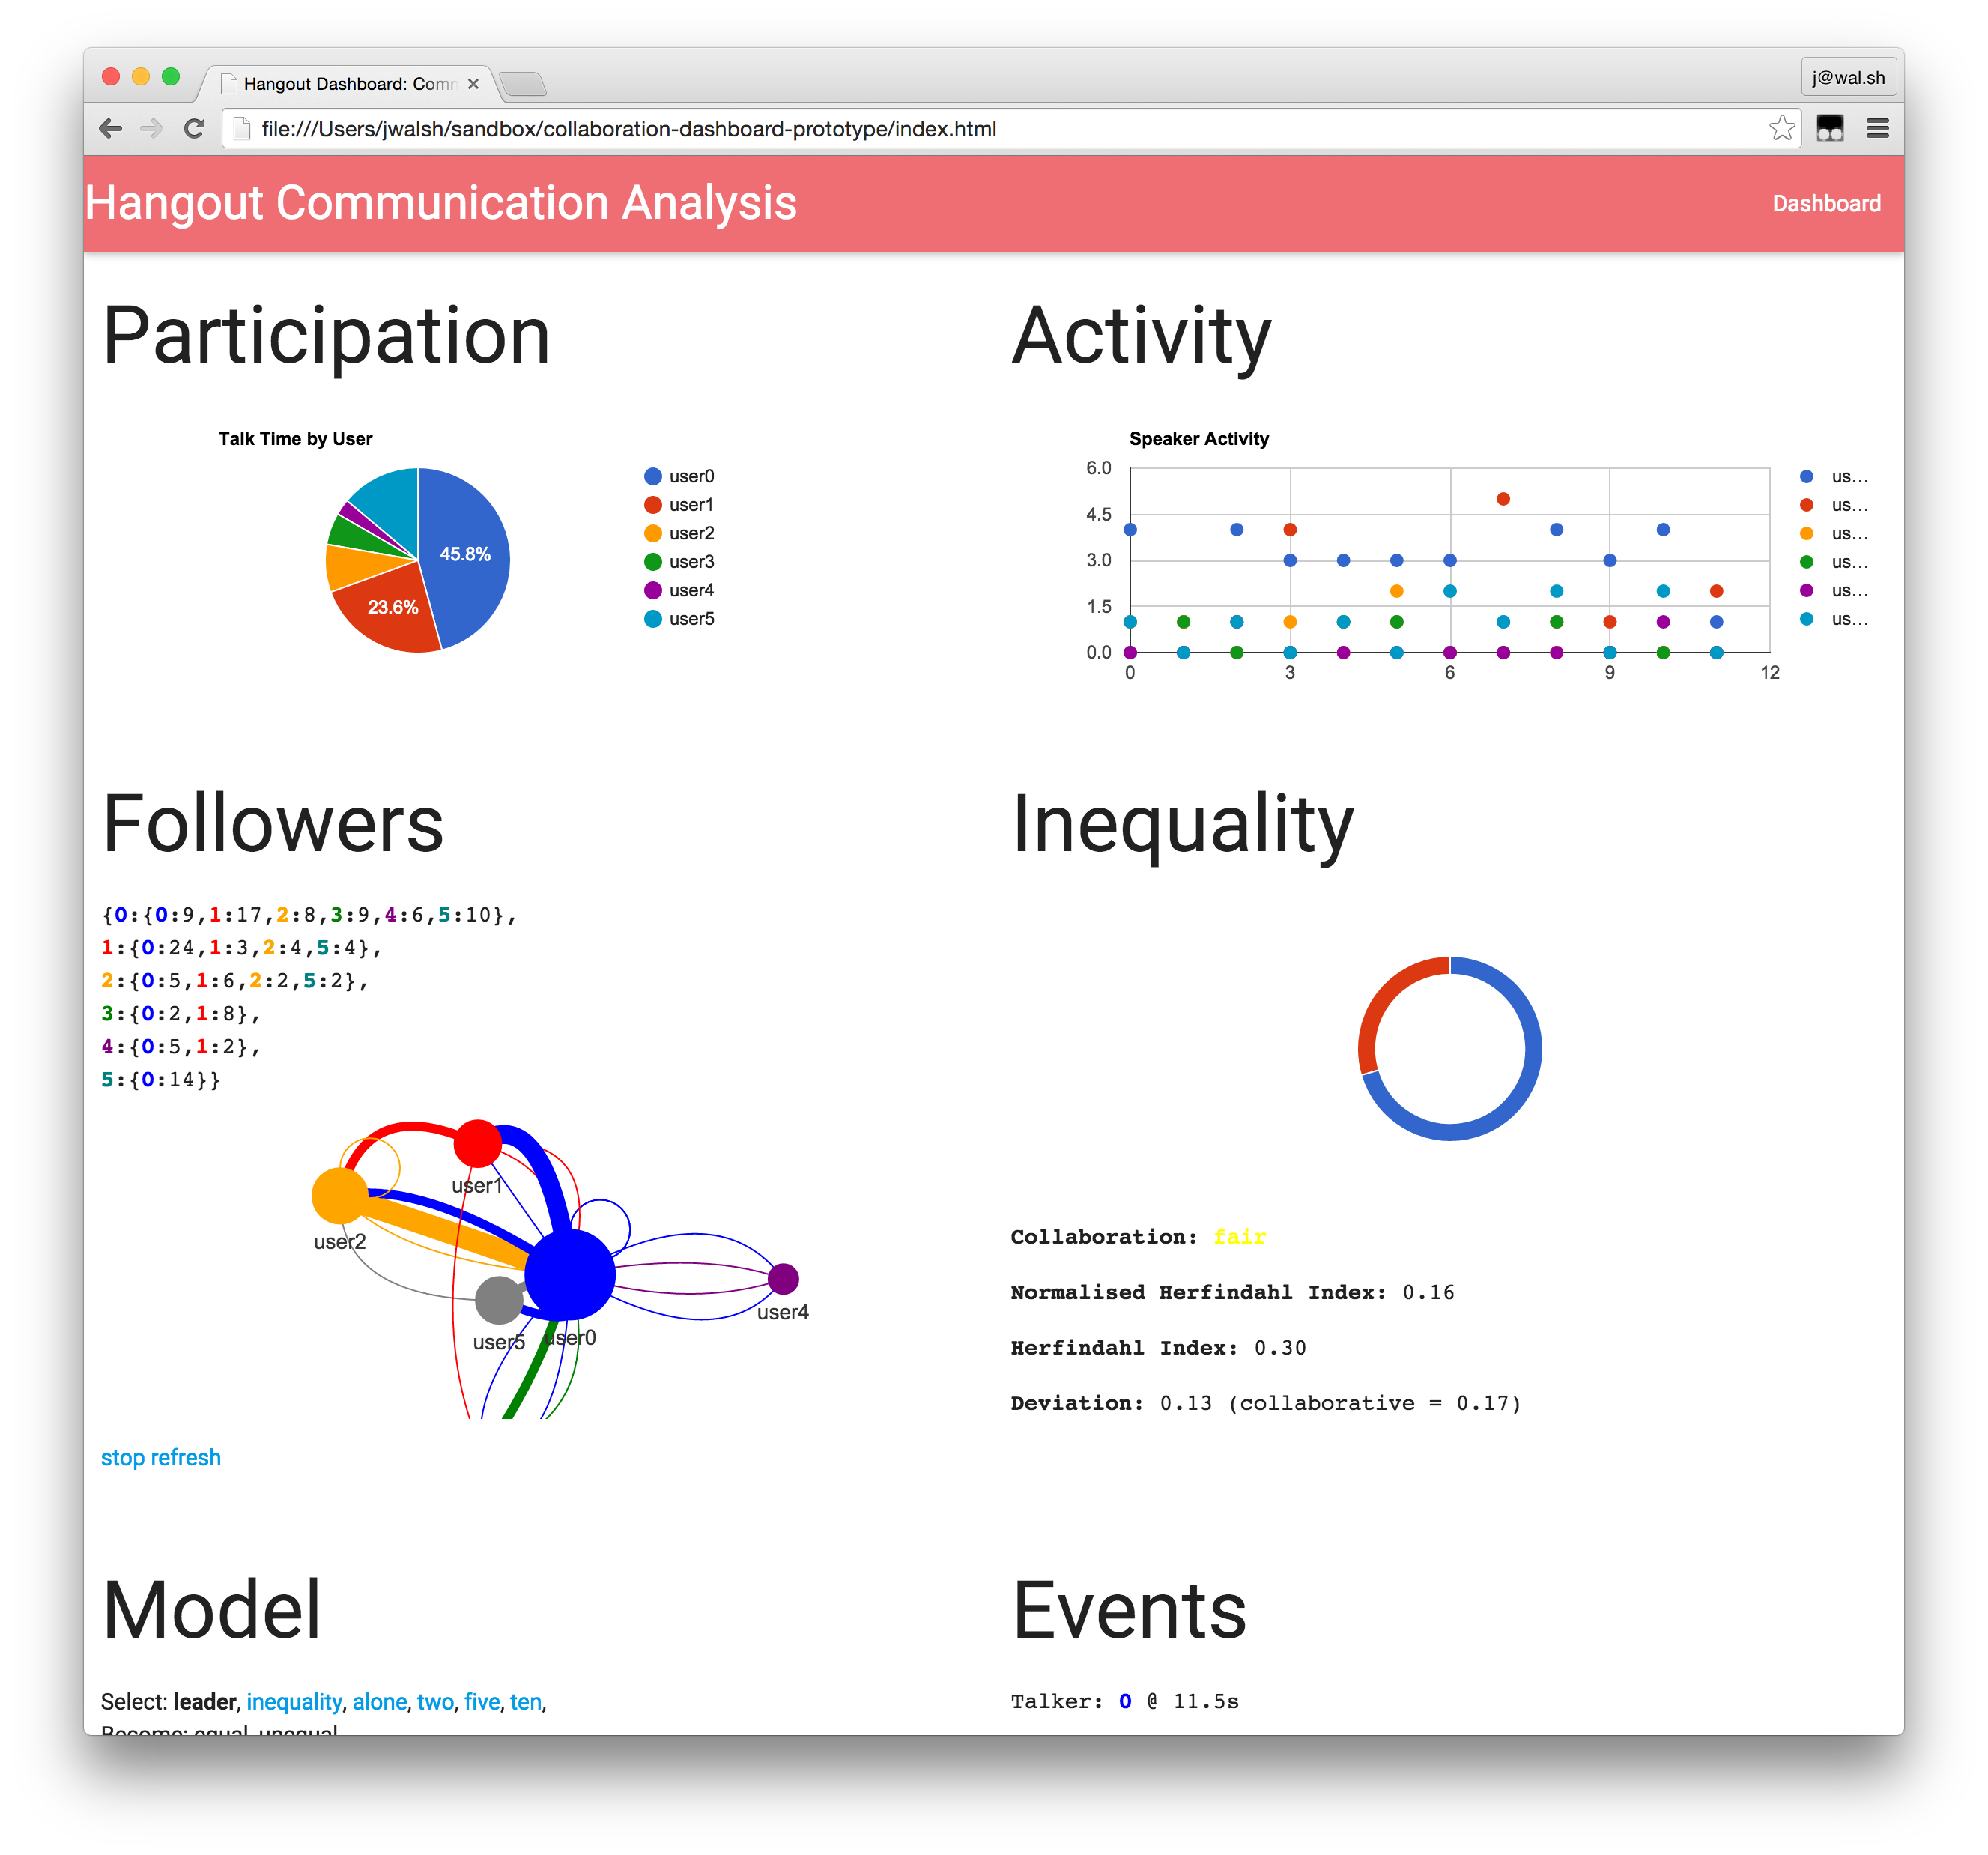 Hangout Dashboard: Comm
j@wal.sh
file:///Users/jwalsh/sandbox/collaboration-dashboard-prototype/index.html
Hangout Communication Analysis
Dashboard
Participation
Talk Time by User
45.8%
23.6%
user0
user1
user2
user3
user4
user5
Activity
Speaker Activity
6.0
4.5
3.0
1.5
0.0
0 3 6 9 12
us...
us...
us...
us...
us...
us...
Followers
{0:{0:9,1:17,2:8,3:9,4:6,5:10},
1:{0:24,1:3,2:4,5:4},
2:{0:5,1:6,2:2,5:2},
3:{0:2,1:8},
4:{0:5,1:2},
5:{0:14}}
user1
user2
user4
user5
user0
stop refresh
Inequality
Collaboration: fair
Normalised Herfindahl Index: 0.16
Herfindahl Index: 0.30
Deviation: 0.13 (collaborative = 0.17)
Model
Select: leader, inequality, alone, two, five, ten,
Become: equal, unequal
Events
Talker: 0 @ 11.5s